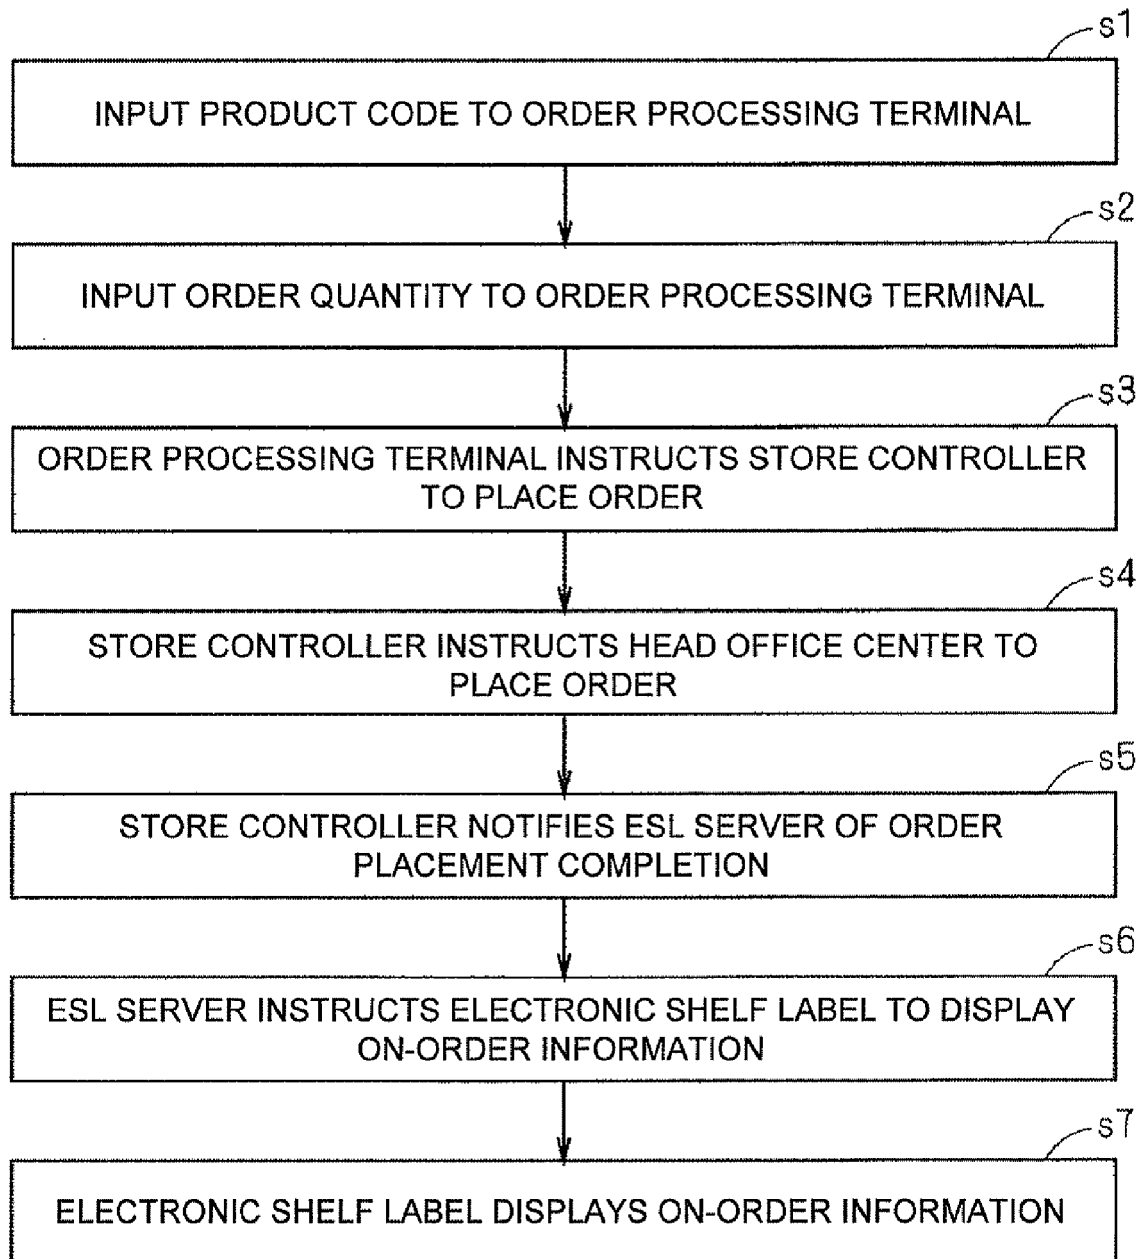 s1
INPUT PRODUCT CODE TO ORDER PROCESSING TERMINAL
s2
INPUT ORDER QUANTITY TO ORDER PROCESSING TERMINAL
s3
ORDER PROCESSING TERMINAL INSTRUCTS STORE CONTROLLER
TO PLACE ORDER
s4
STORE CONTROLLER INSTRUCTS HEAD OFFICE CENTER TO
PLACE ORDER
s5
STORE CONTROLLER NOTIFIES ESL SERVER OF ORDER
PLACEMENT COMPLETION
s6
ESL SERVER INSTRUCTS ELECTRONIC SHELF LABEL TO DISPLAY
ON-ORDER INFORMATION
s7
ELECTRONIC SHELF LABEL DISPLAYS ON-ORDER INFORMATION